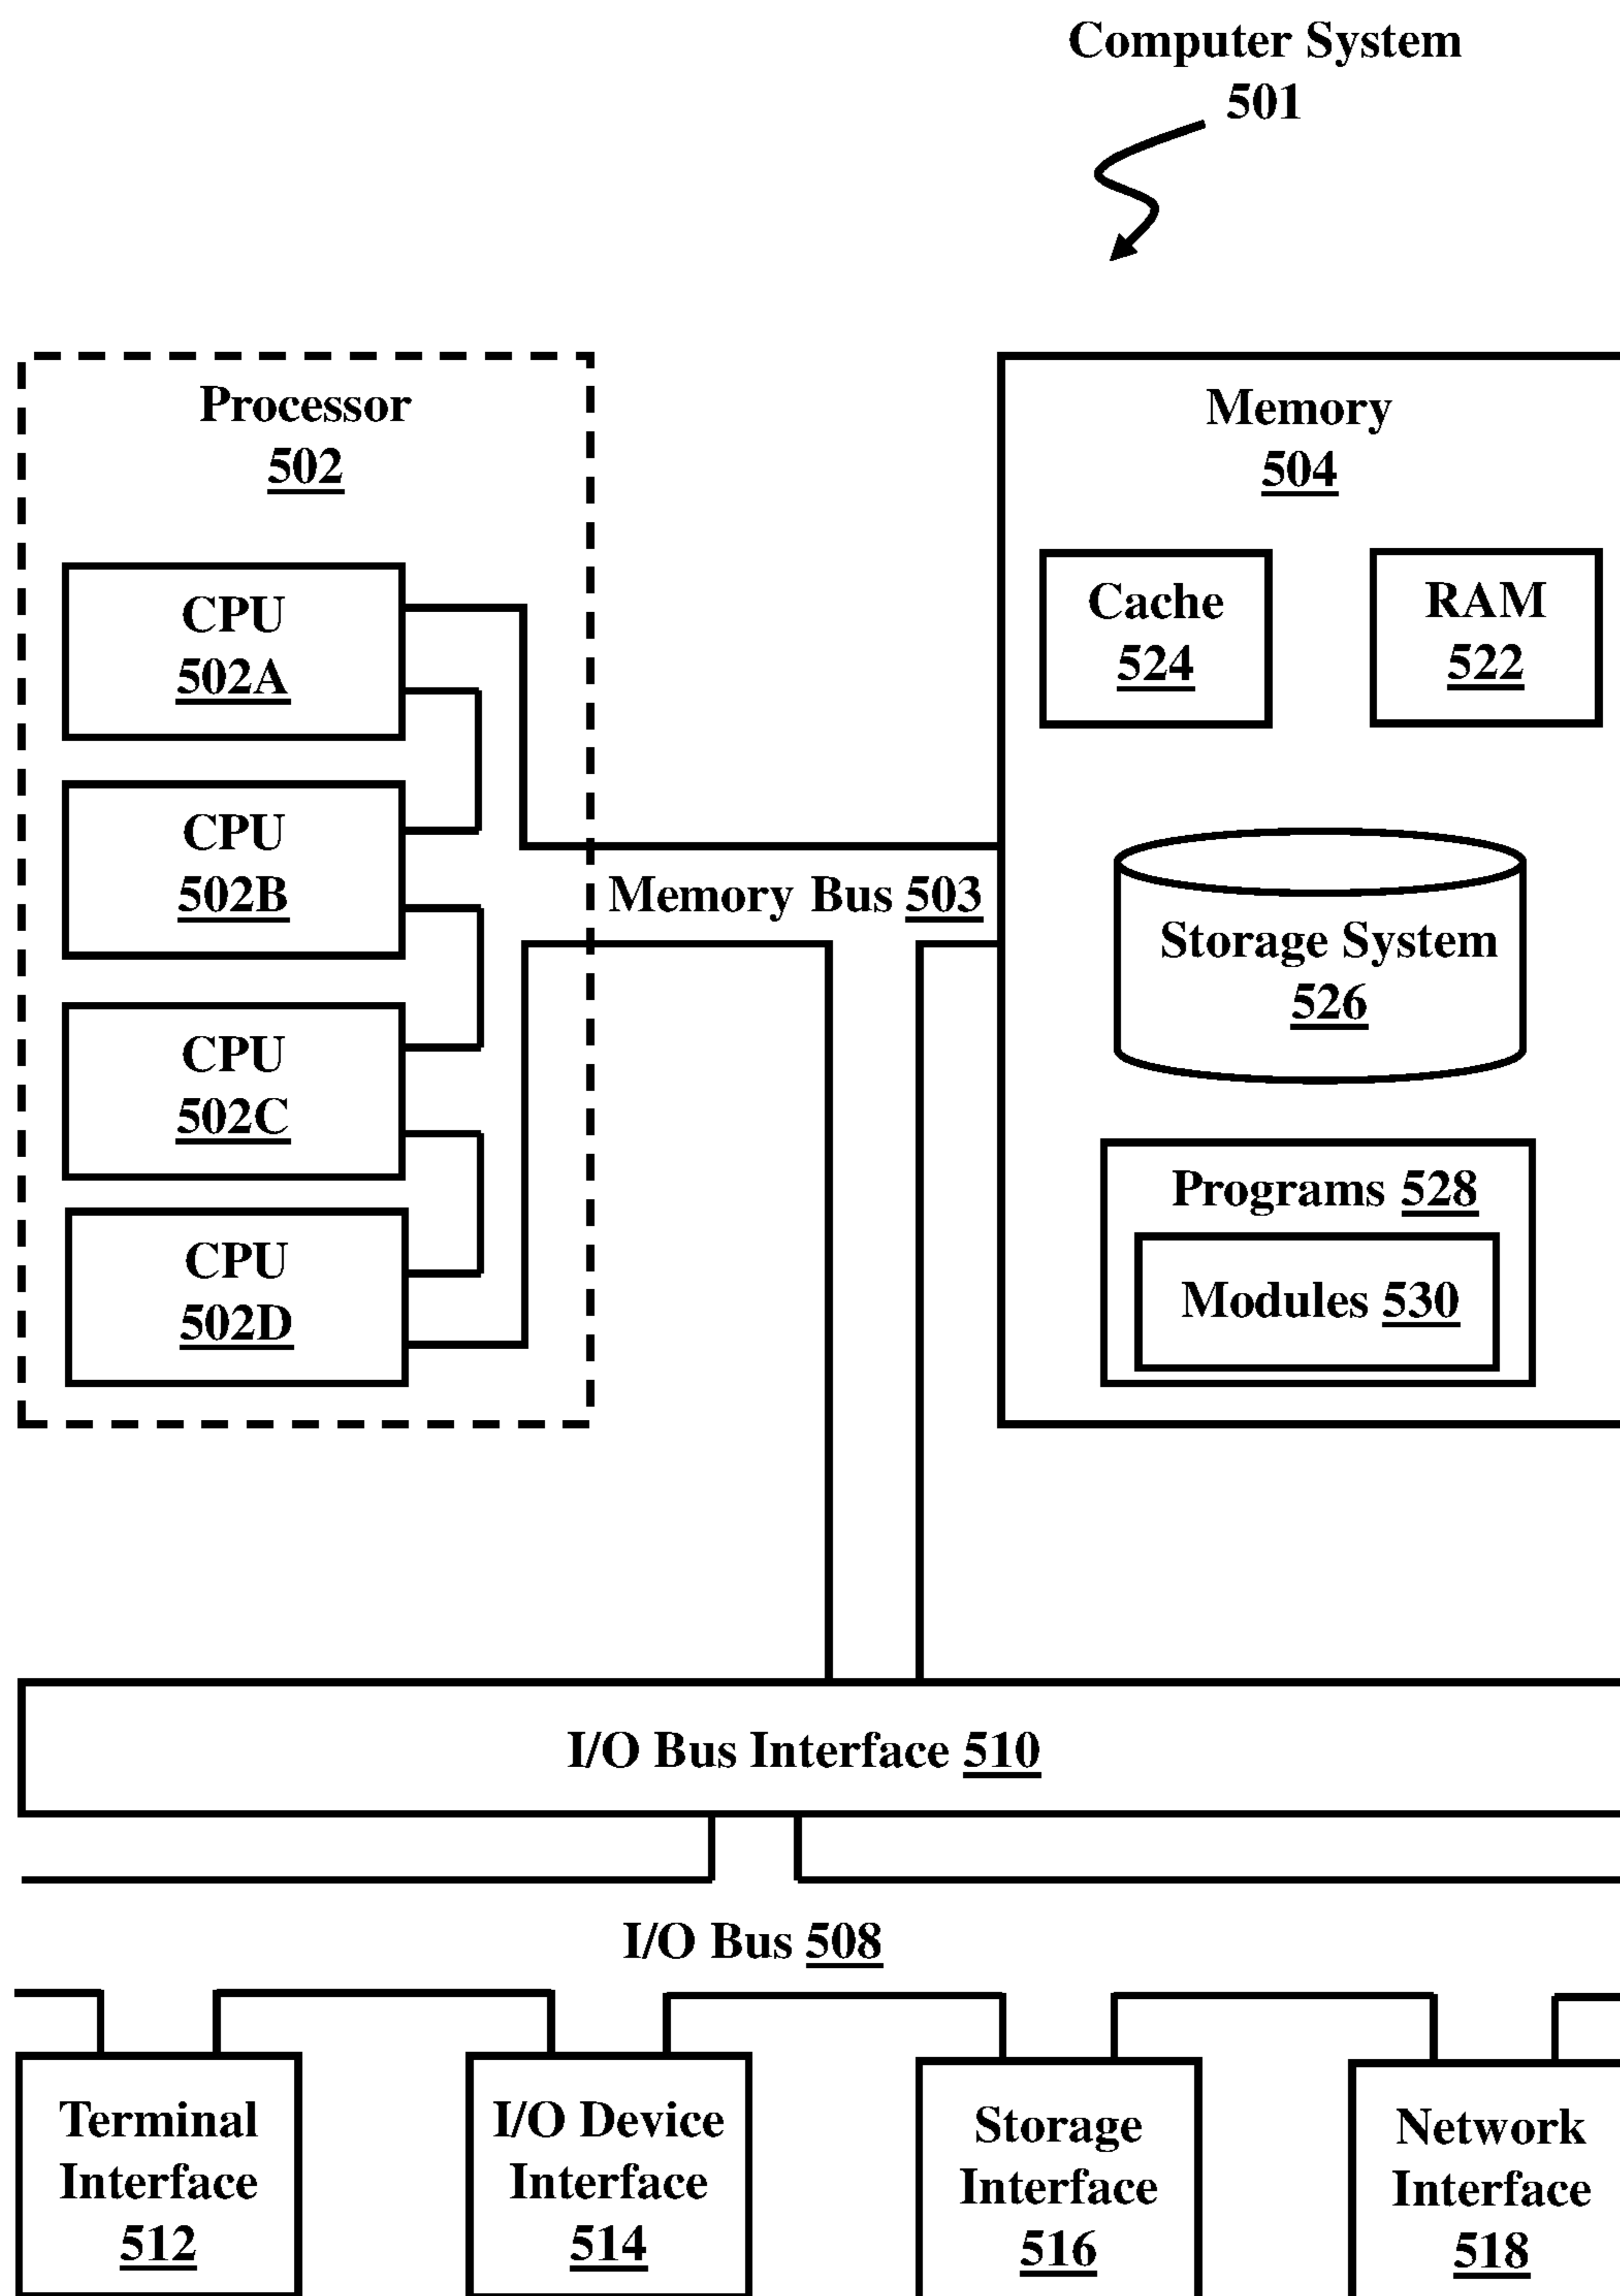 Computer System
501
Processor
502
CPU
502A
CPU
502B
CPU
502C
CPU
502D
Memory Bus 503
Memory
504
Cache
524
RAM
522
Storage System
526
Programs 528
Modules 530
I/O Bus Interface 510
I/O Bus 508
Terminal
Interface
512
I/O Device
Interface
514
Storage
Interface
516
Network
Interface
518